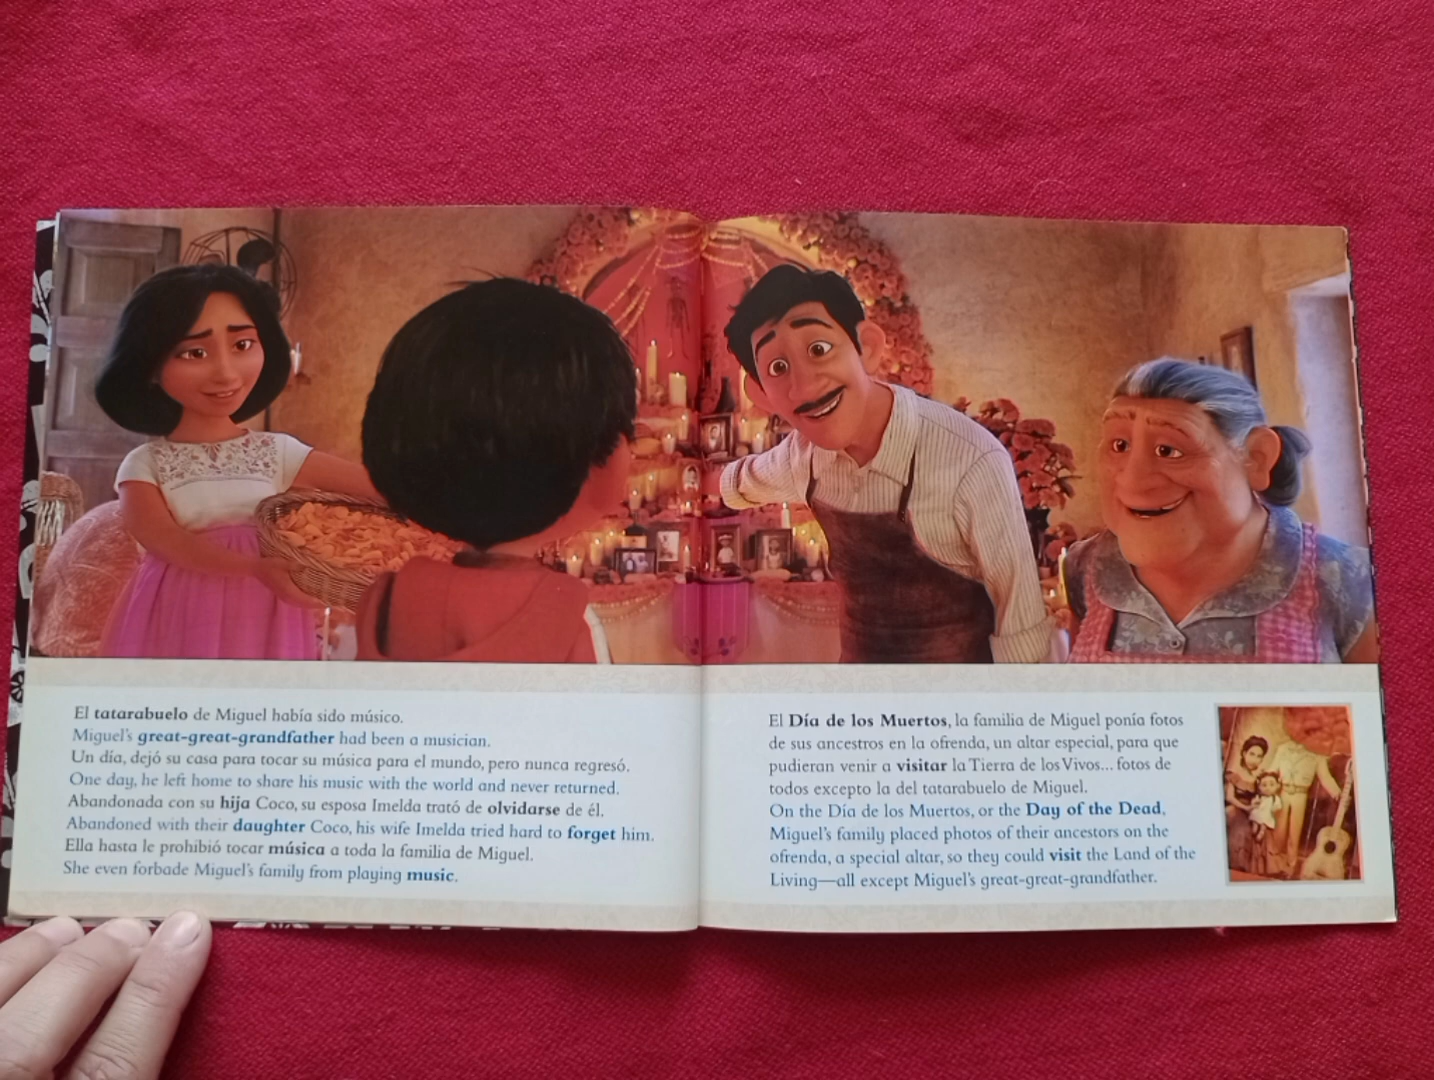 El tatarabuelo de Miguel había sido músico.
Miguel's great-great-grandfather had been a musician.
Un día, dejó su casa para tocar su música para el mundo, pero nunca regresó.
One day, he left home to share his music with the world and never returned.
Abandonada con su hija Coco, su esposa Imelda trató de olvidarse de él.
Abandoned with their daughter Coco, his wife Imelda tried hard to forget him.
Ella hasta le prohibió tocar música a toda la familia de Miguel.
She even forbade Miguel's family from playing music.
El Día de los Muertos, la familia de Miguel ponía fotos
de sus ancestros en la ofrenda, un altar especial, para que
pudieran venir a visitar la Tierra de los Vivos... fotos de
todos excepto la del tatarabuelo de Miguel.
On the Día de los Muertos, or the Day of the Dead,
Miguel's family placed photos of their ancestors on the
ofrenda, a special altar, so they could visit the Land of the
Living—all except Miguel's great-great-grandfather.